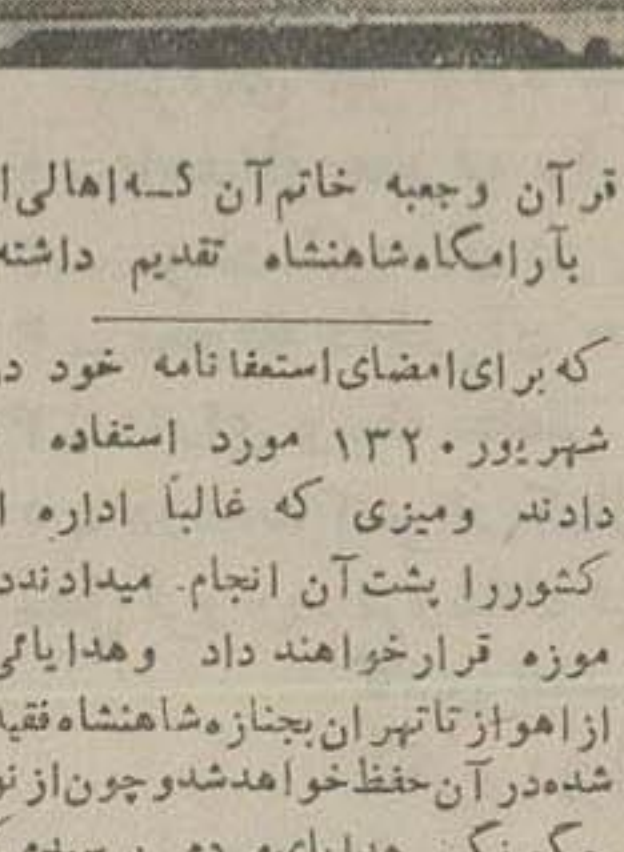 قرآن وجعبه خاتم آن که اهالی
بآرامگاه شاهنشاه تقدیم داشته
که برای امضای استعفا نامه خود
شهریور ۱۳۲۰ مورد استفاده
دادند ومیزی که غالباً اداره
کشوررا پشت آن انجام میدادند
موزه قرارخواهند داد وهدایائی
ازاهواز تا تهران بجنازه شاهنشاه فقید
شده در آن حفظ خواهد شد و چون از